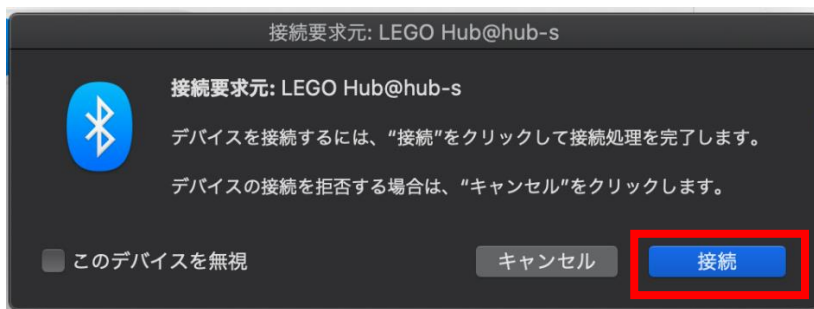 接続要求元: LEGO Hub@hub-s
接続要求元: LEGO Hub@hub-s
デバイスを接続するには、“接続”をクリックして接続処理を完了します。
デバイスの接続を拒否する場合は、“キャンセル”をクリックします。
このデバイスを無視
キャンセル
接続